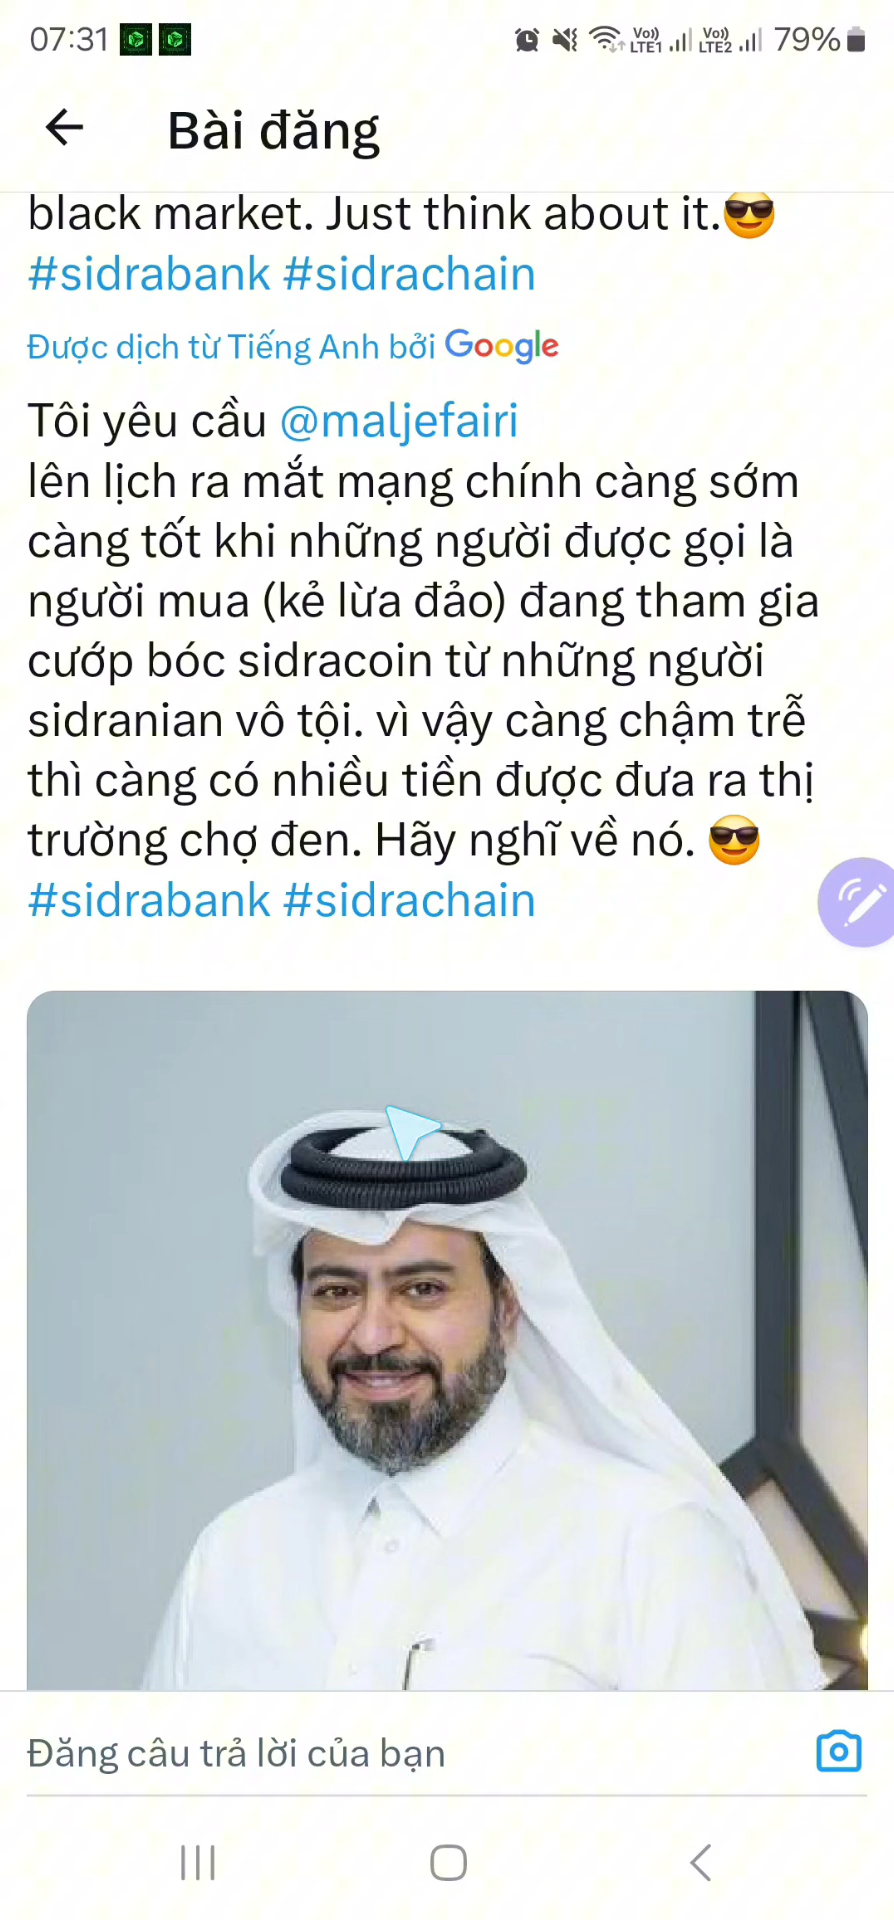 07:31
Vo)) LTE1 Vo)) LTE2 79%
Bài đăng
black market. Just think about it.😎
#sidrabank #sidrachain
Được dịch từ Tiếng Anh bởi Google
Tôi yêu cầu @maljefairi
lên lịch ra mắt mạng chính càng sớm
càng tốt khi những người được gọi là
người mua (kẻ lừa đảo) đang tham gia
cướp bóc sidracoin từ những người
sidranian vô tội. vì vậy càng chậm trễ
thì càng có nhiều tiền được đưa ra thị
trường chợ đen. Hãy nghĩ về nó. 😎
#sidrabank #sidrachain
Đăng câu trả lời của bạn